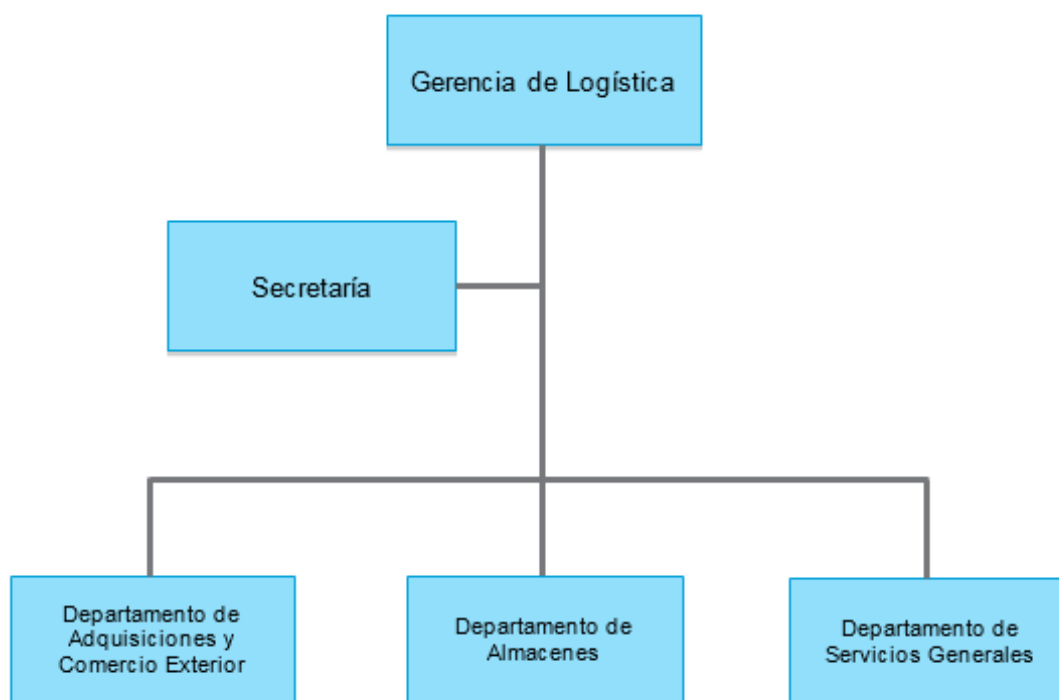 Gerencia de Logística
Secretaría
Departamento de
Adquisiciones y
Comercio Exterior
Departamento de
Almacenes
Departamento de
Servicios Generales